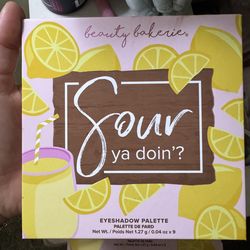 beauty bakerie®
Sour
ya doin'?
EYESHADOW PALETTE
PALETTE DE FARD
Net Wt. / Poids Net 1.27 g / 0.04 oz x 9